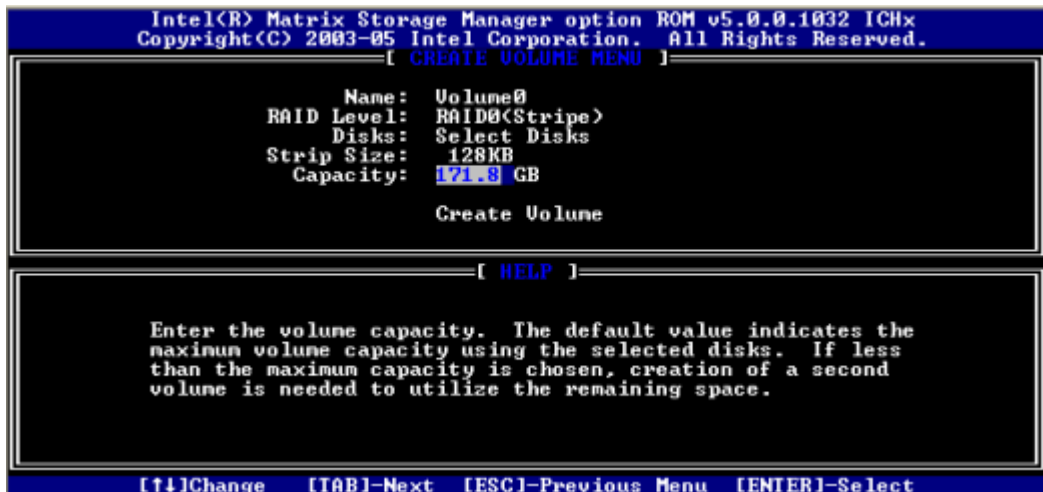 Intel(R) Matrix Storage Manager option ROM v5.0.0.1032 ICHx
Copyright(C) 2003-05 Intel Corporation. All Rights Reserved.
[ CREATE VOLUME MENU ]
Name: Volume0
RAID Level: RAID0(Stripe)
Disks: Select Disks
Strip Size: 128KB
Capacity: 171.8 GB
Create Volume
[ HELP ]
Enter the volume capacity. The default value indicates the
maximum volume capacity using the selected disks. If less
than the maximum capacity is chosen, creation of a second
volume is needed to utilize the remaining space.
[↑↓]Change [TAB]-Next [ESC]-Previous Menu [ENTER]-Select